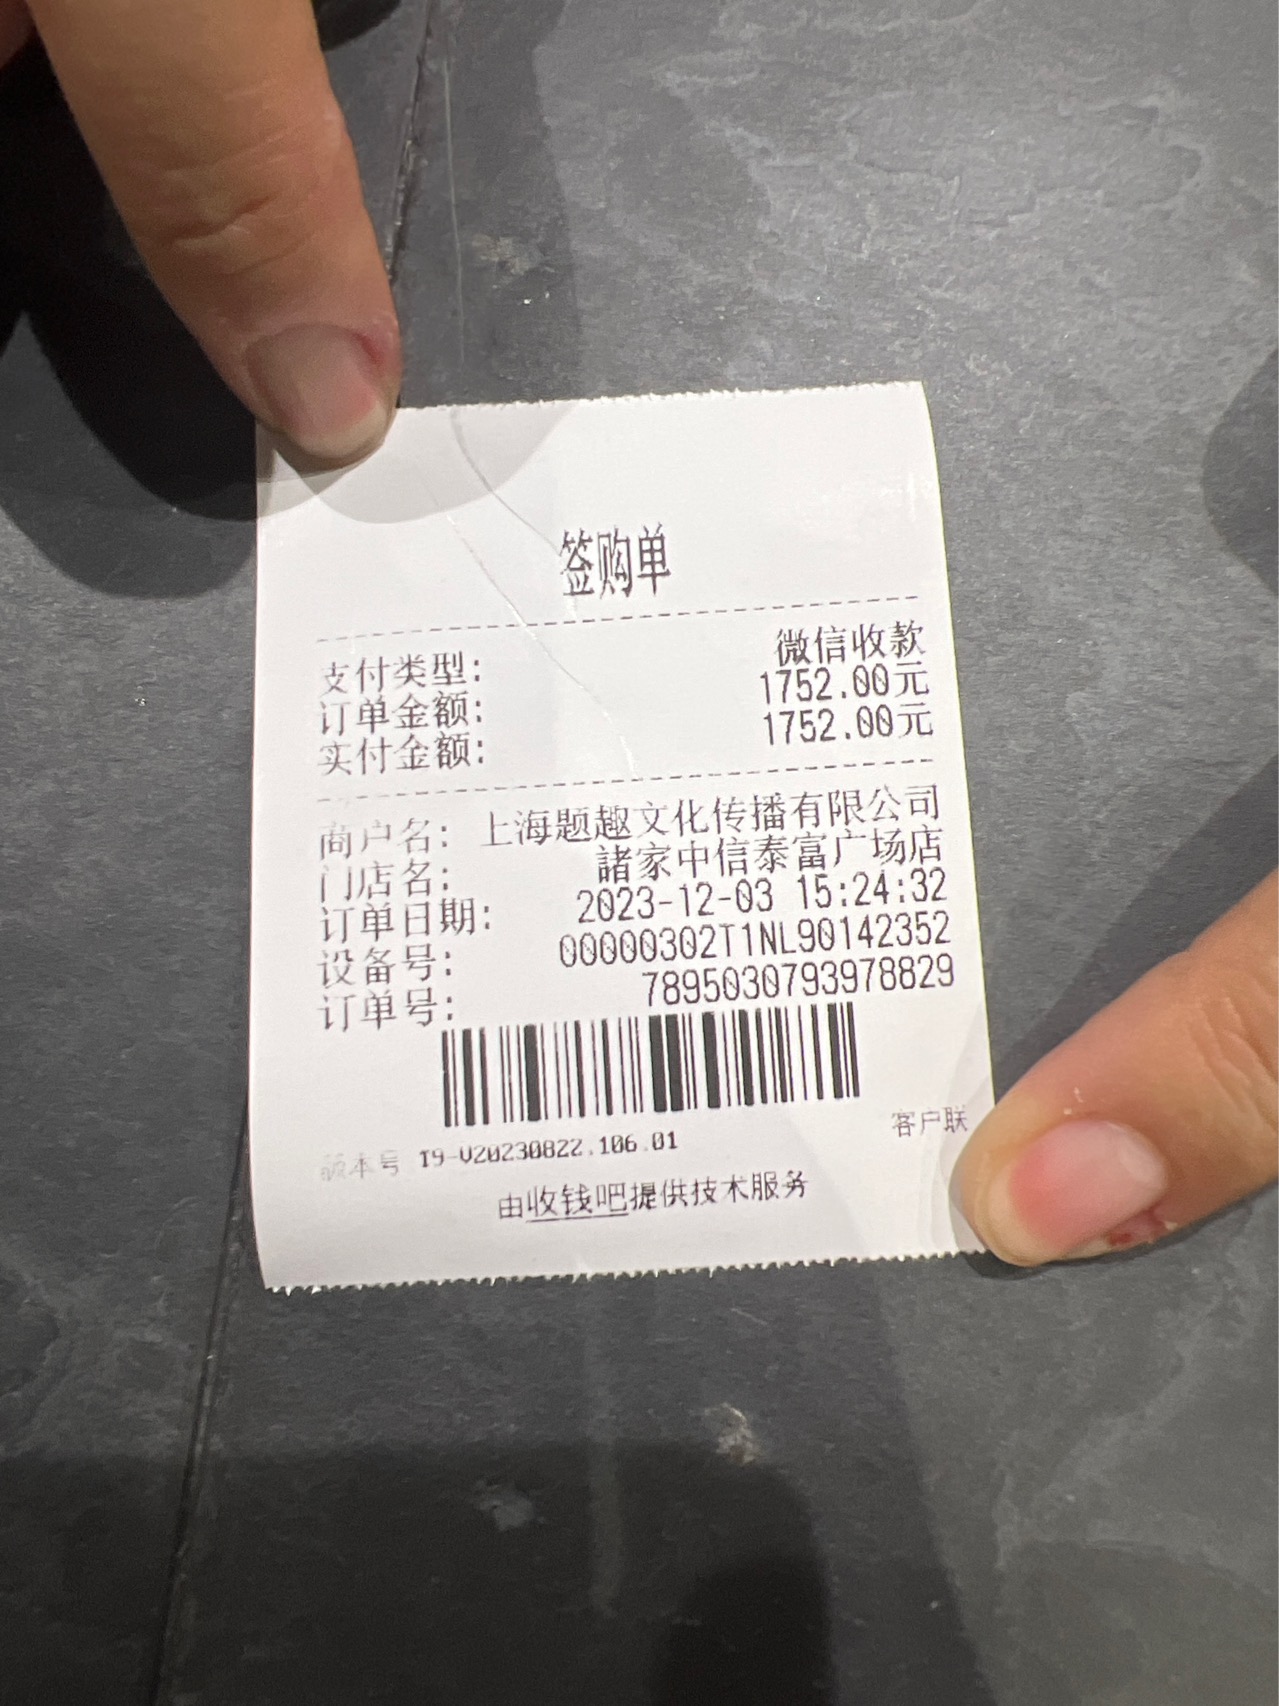 签购单
支付类型: 微信收款
订单金额: 1752.00元
实付金额: 1752.00元
商户名: 上海题趣文化传播有限公司
门店名: 諸家中信泰富广场店
订单日期: 2023-12-03 15:24:32
设备号: 00000302T1NL90142352
订单号: 7895030793978829
客户联
版本号 T9-V20230822.106.01
由收钱吧提供技术服务